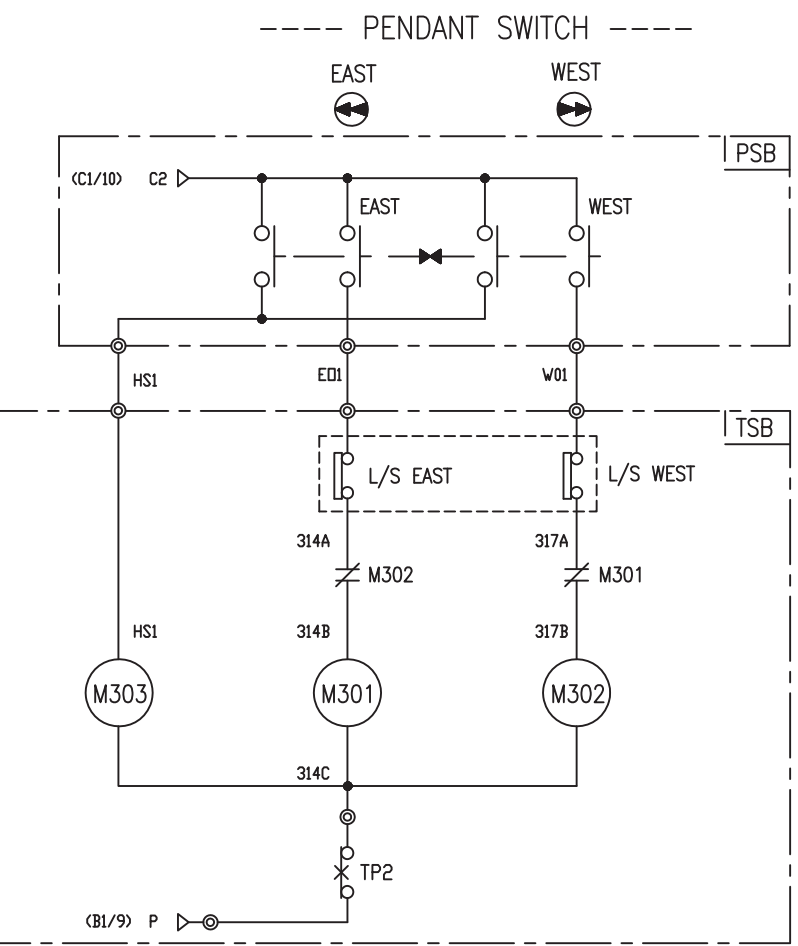 PENDANT SWITCH
EAST WEST
PSB
(C1/10) C2
EAST WEST
HS1 E01 W01
TSB
L/S EAST L/S WEST
314A 317A
M302 M301
HS1 314B 317B
M303 M301 M302
314C
TP2
(B1/9) P